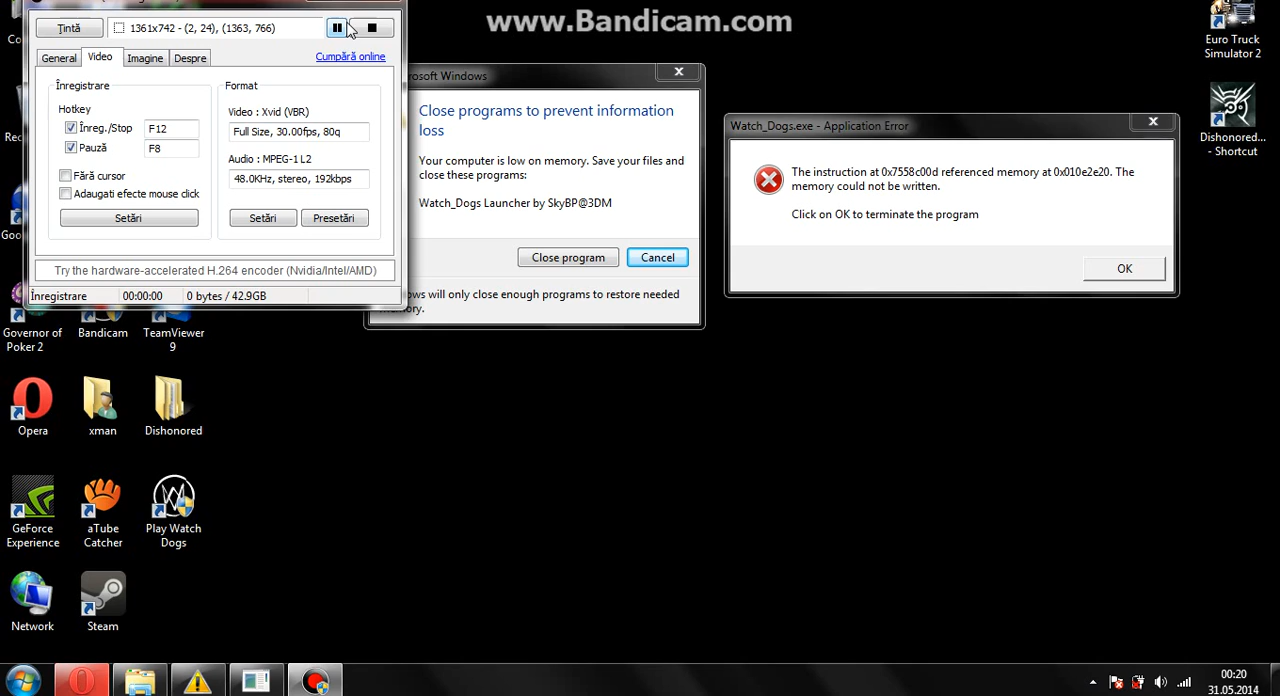 www.Bandicam.com
Țintă
1361x742 - (2, 24), (1363, 766)
General
Video
Imagine
Despre
Cumpără online
Înregistrare
Hotkey
Înreg./Stop
F12
Pauză
F8
Fără cursor
Adaugati efecte mouse click
Setări
Format
Video : Xvid (VBR)
Full Size, 30.00fps, 80q
Audio : MPEG-1 L2
48.0KHz, stereo, 192kbps
Setări
Presetări
Try the hardware-accelerated H.264 encoder (Nvidia/Intel/AMD)
Înregistrare
00:00:00
0 bytes / 42.9GB
rosoft Windows
Close programs to prevent information
loss
Your computer is low on memory. Save your files and
close these programs:
Watch_Dogs Launcher by SkyBP@3DM
Close program
Cancel
ows will only close enough programs to restore needed
memory.
Watch_Dogs.exe - Application Error
The instruction at 0x7558c00d referenced memory at 0x010e2e20. The
memory could not be written.
Click on OK to terminate the program
OK
Euro Truck
Simulator 2
Dishonored...
- Shortcut
Co
Rec
Goo
Governor of
Poker 2
Bandicam
TeamViewer
9
Opera
xman
Dishonored
GeForce
Experience
aTube
Catcher
Play Watch
Dogs
Network
Steam
00:20
31.05.2014